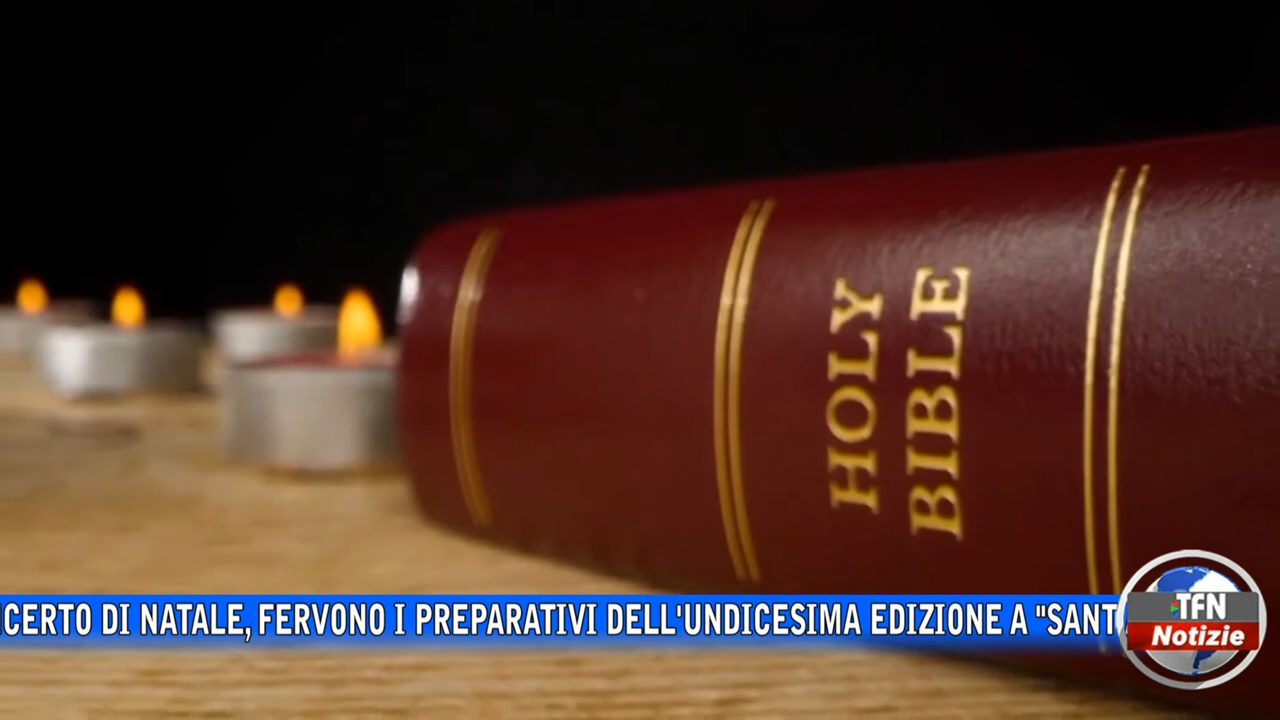 HOLY
BIBLE
CERTO DI NATALE, FERVONO I PREPARATIVI DELL'UNDICESIMA EDIZIONE A "SANT
TFN
Notizie